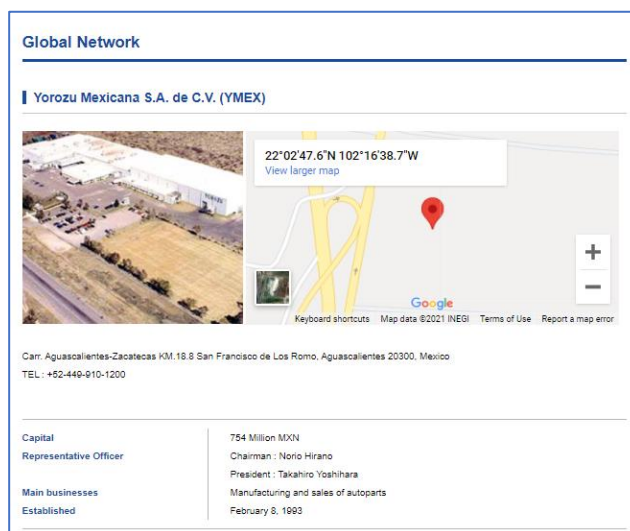 Global Network
Yorozu Mexicana S.A. de C.V. (YMEX)
22°02'47.6"N 102°16'38.7"W
View larger map
+
−
Google
Keyboard shortcuts Map data ©2021 INEGI Terms of Use Report a map error
Carr. Aguascalientes-Zacatecas KM.18.8 San Francisco de Los Romo, Aguascalientes 20300, Mexico
TEL : +52-449-910-1200
Capital 754 Million MXN
Representative Officer Chairman : Norio Hirano
President : Takahiro Yoshihara
Main businesses Manufacturing and sales of autoparts
Established February 8, 1993